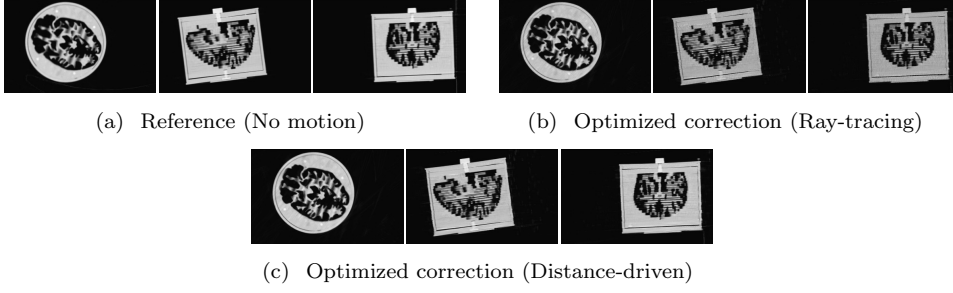 (a) Reference (No motion)
(b) Optimized correction (Ray-tracing)
(c) Optimized correction (Distance-driven)